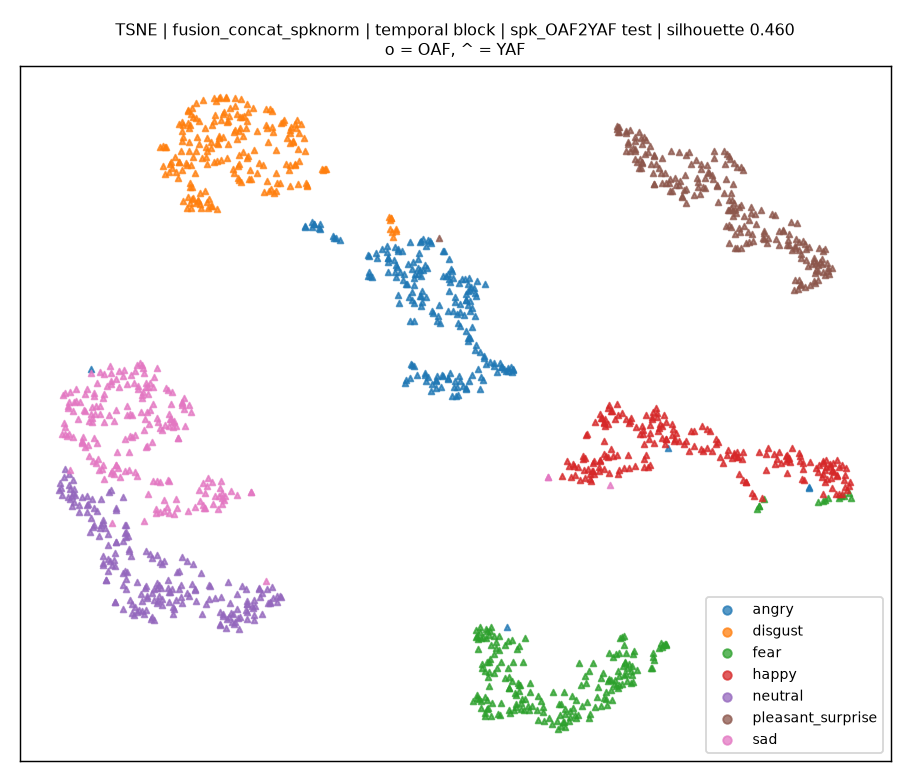 TSNE | fusion_concat_spknorm | temporal block | spk_OAF2YAF test | silhouette 0.460
o = OAF, ^ = YAF
angry
disgust
fear
happy
neutral
pleasant_surprise
sad